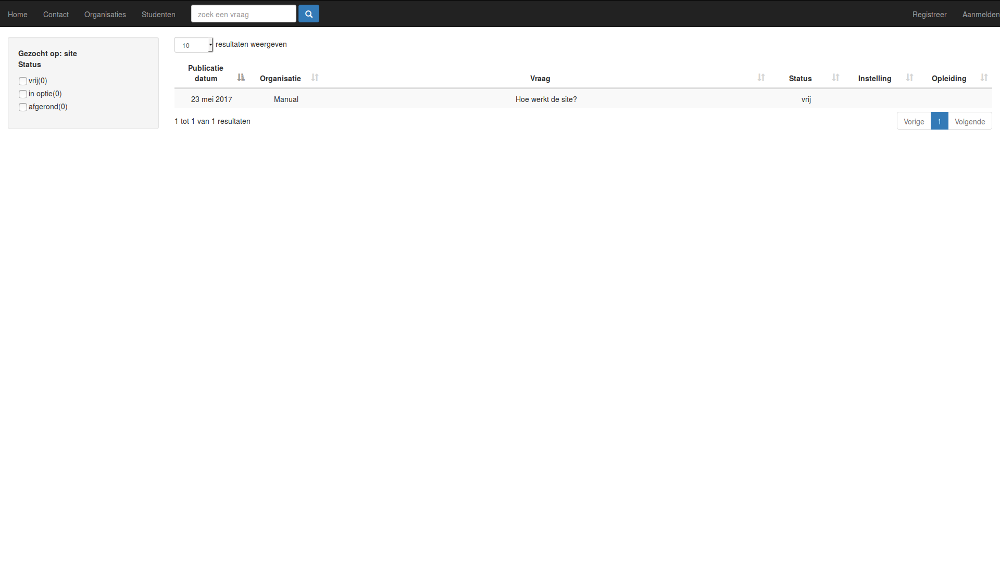 Home Contact Organisaties Studenten zoek een vraag Registreer Aanmelden
Gezocht op: site
Status
vrij(0)
in optie(0)
afgerond(0)
10 resultaten weergeven
Publicatie datum Organisatie Vraag Status Instelling Opleiding
23 mei 2017 Manual Hoe werkt de site? vrij
1 tot 1 van 1 resultaten
Vorige 1 Volgende